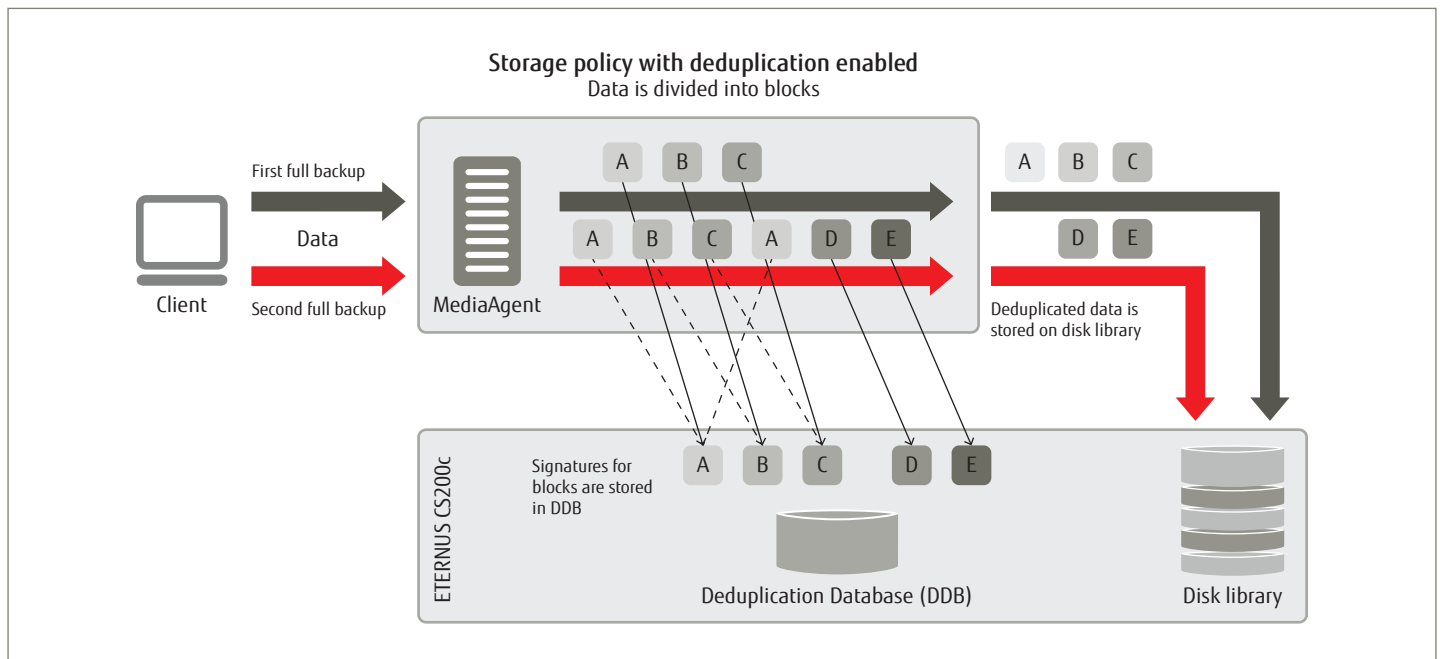 Storage policy with deduplication enabled
Data is divided into blocks
First full backup
Data
Client
Second full backup
MediaAgent
A B C
A B C A D E
A B C
D E
Deduplicated data is
stored on disk library
ETERNUS CS200c
Signatures for
blocks are stored
in DDB
A B C D E
Deduplication Database (DDB)
Disk library